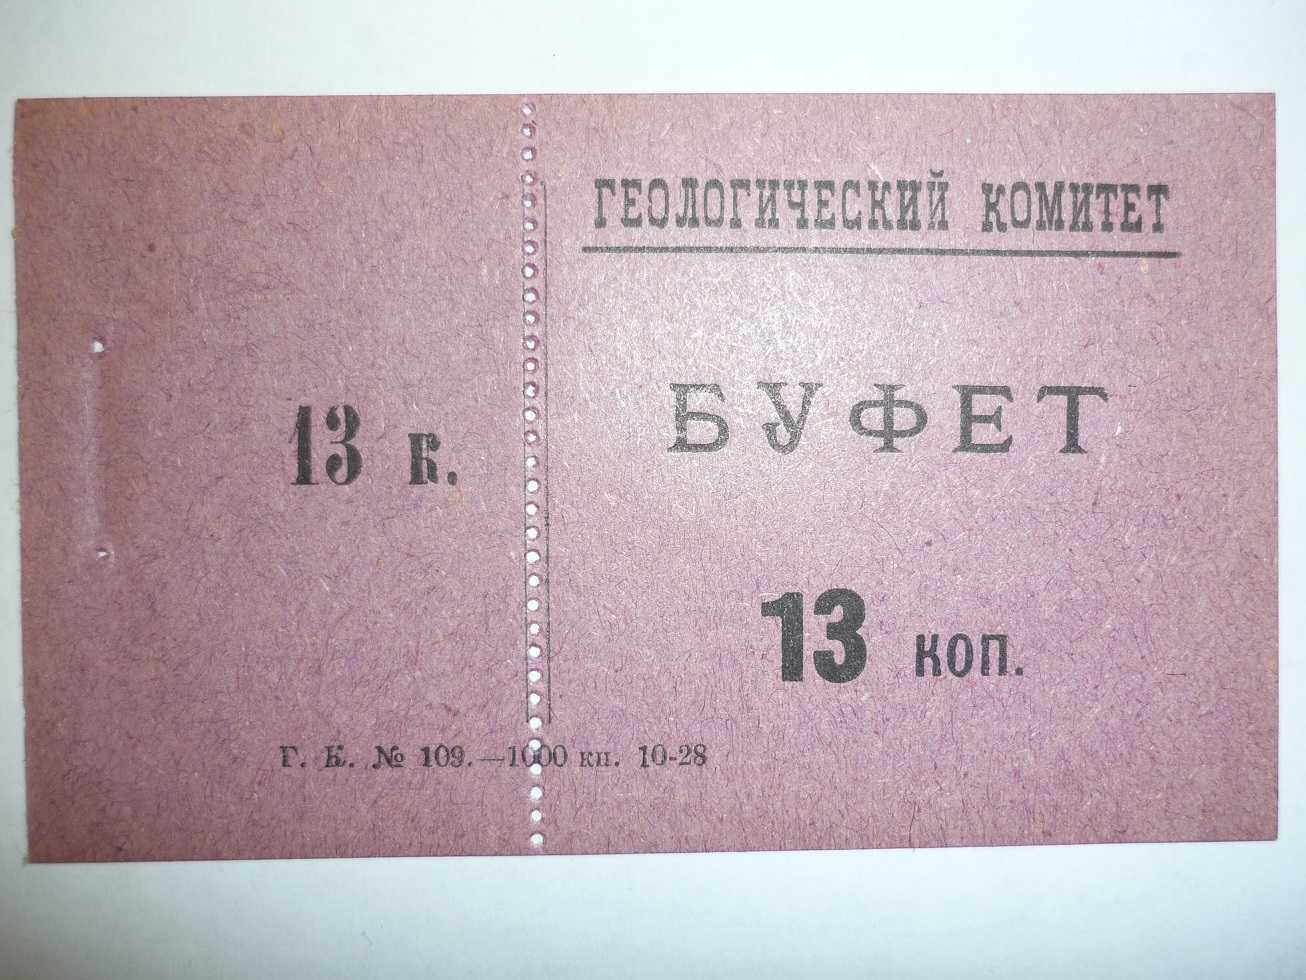 ГЕОЛОГИЧЕСКИЙ КОМИТЕТ
БУФЕТ
13 к.
13 коп.
Г. К. № 109.—1000 кн. 10-28